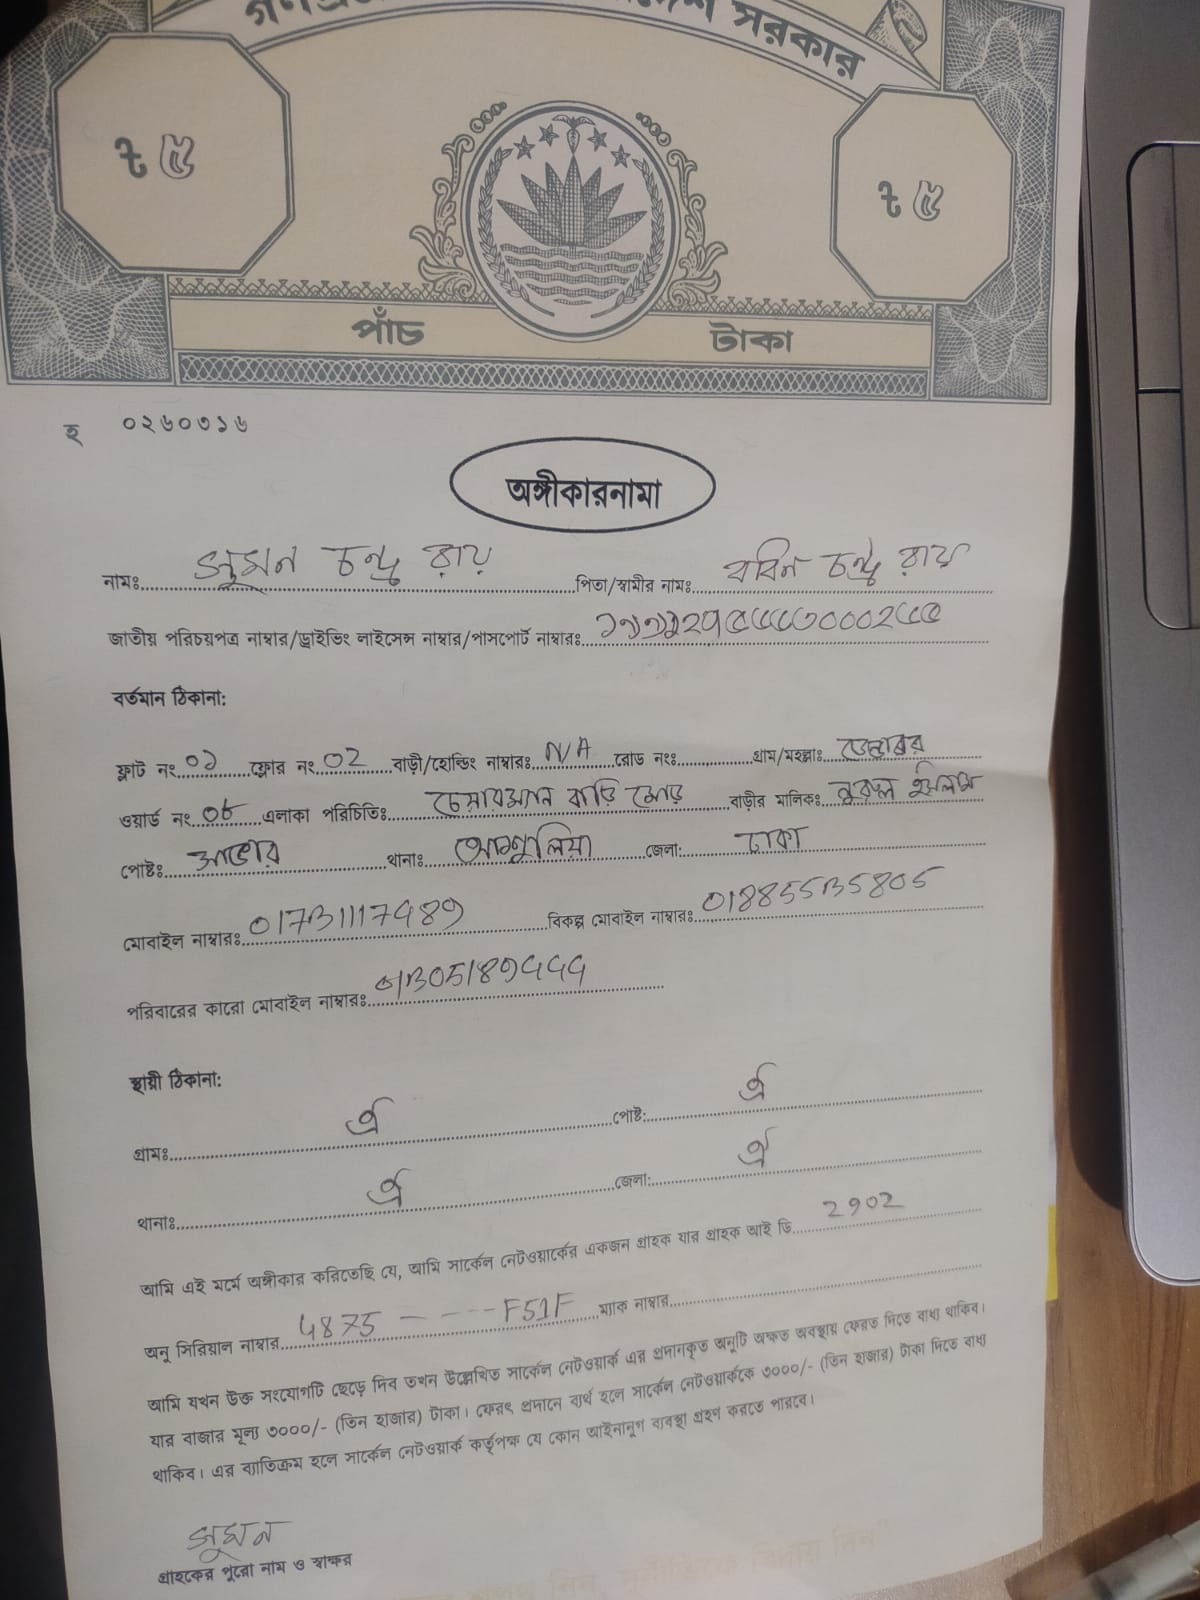 সরকার
৳ ৫
৳ ৫
পাঁচ টাকা
হ ০২৬০৩১৬
অঙ্গীকারনামা
নামঃ সুমন চন্দ্র রায় পিতা/স্বামীর নামঃ রবিন চন্দ্র রায়
জাতীয় পরিচয়পত্র নাম্বার/ড্রাইভিং লাইসেন্স নাম্বার/পাসপোর্ট নাম্বারঃ
বর্তমান ঠিকানা:
ফ্লাট নং ০১ ফ্লোর নং 02 বাড়ী/হোল্ডিং নাম্বারঃ N/A রোড নংঃ গ্রাম/মহল্লাঃ
ওয়ার্ড নং ০৮ এলাকা পরিচিতিঃ চেয়ারম্যান বাড়ি মোড় বাড়ীর মালিকঃ নুরুল ইসলাম
পোষ্টঃ সাভার থানাঃ আশুলিয়া জেলা: ঢাকা
মোবাইল নাম্বারঃ বিকল্প মোবাইল নাম্বারঃ 01885535805
পরিবারের কারো মোবাইল নাম্বারঃ
স্থায়ী ঠিকানা:
গ্রামঃ ঐ পোষ্ট: ঐ
থানাঃ ঐ জেলা: ঐ
আমি এই মর্মে অঙ্গীকার করিতেছি যে, আমি সার্কেল নেটওয়ার্কের একজন গ্রাহক যার গ্রাহক আই ডি 2902
অনু সিরিয়াল নাম্বার 4875 - ---F51F ম্যাক নাম্বার
আমি যখন উক্ত সংযোগটি ছেড়ে দিব তখন উল্লেখিত সার্কেল নেটওয়ার্ক এর প্রদানকৃত অনুটি অক্ষত অবস্থায় ফেরত দিতে বাধ্য থাকিব।
যার বাজার মূল্য ৩০০০/- (তিন হাজার) টাকা। ফেরৎ প্রদানে ব্যর্থ হলে সার্কেল নেটওয়ার্ককে ৩০০০/- (তিন হাজার) টাকা দিতে বাধ্য
থাকিব। এর ব্যাতিক্রম হলে সার্কেল নেটওয়ার্ক কর্তৃপক্ষ যে কোন আইনানুগ ব্যবস্থা গ্রহণ করতে পারবে।
সুমন
গ্রাহকের পুরো নাম ও স্বাক্ষর